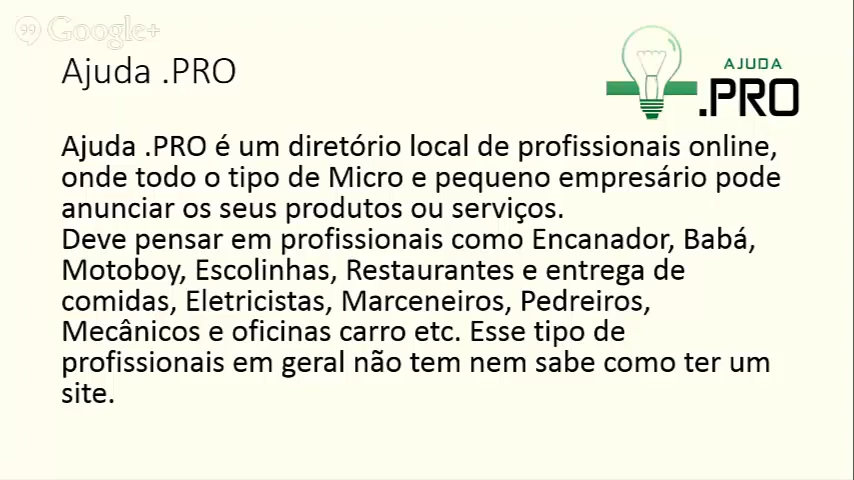 Google+
Ajuda .PRO
AJUDA
.PRO
Ajuda .PRO é um diretório local de profissionais online,
onde todo o tipo de Micro e pequeno empresário pode
anunciar os seus produtos ou serviços.
Deve pensar em profissionais como Encanador, Babá,
Motoboy, Escolinhas, Restaurantes e entrega de
comidas, Eletricistas, Marceneiros, Pedreiros,
Mecânicos e oficinas carro etc. Esse tipo de
profissionais em geral não tem nem sabe como ter um
site.